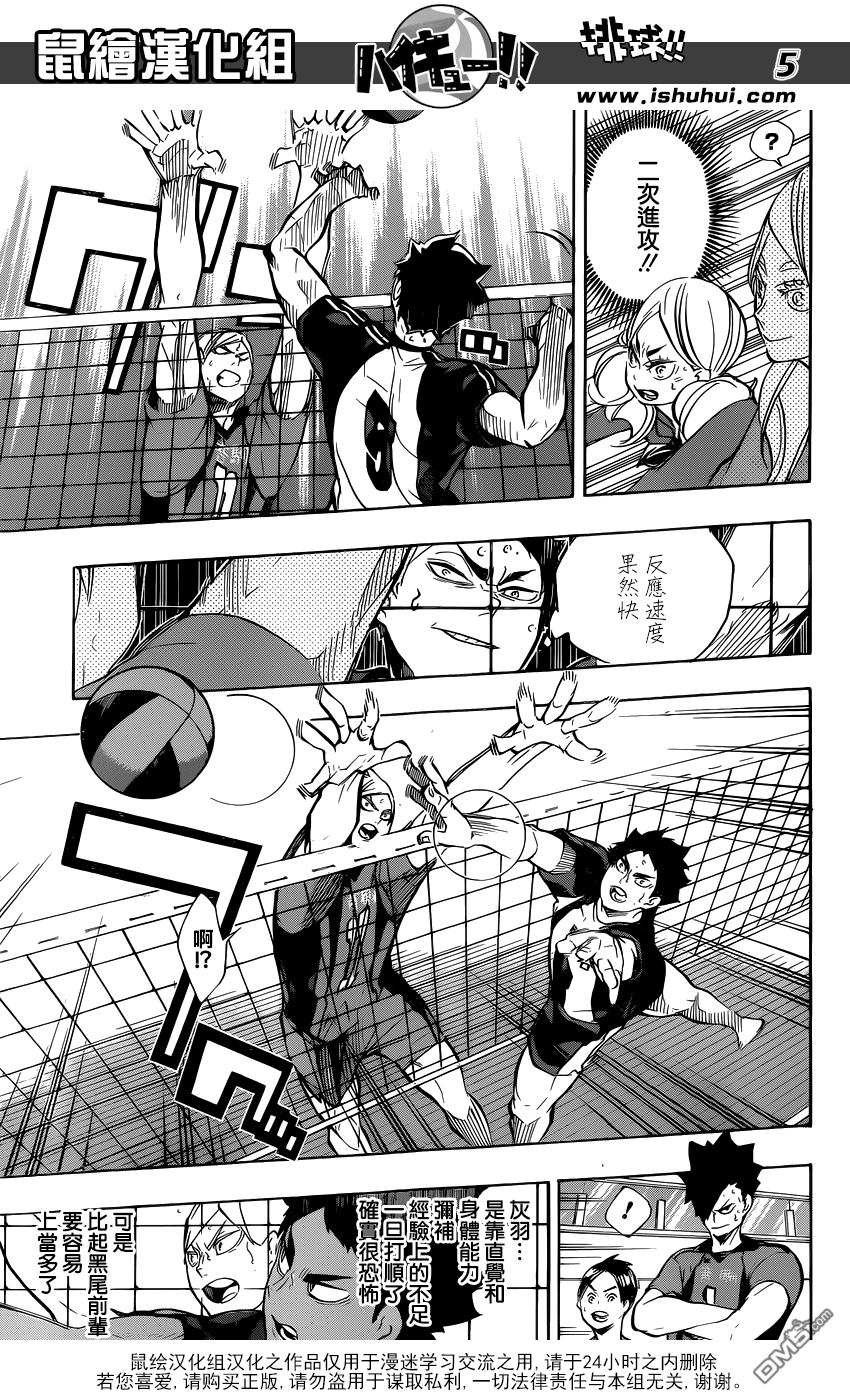 鼠繪漢化組
ハイキュー!!
排球!!
5
www.ishuhui.com
?
二次進攻!!
反應速度
果然快
啊!?
!
灰羽…
是靠直覺和
身體能力
彌補
經驗上的不足
一旦打順了
確實很恐怖
可是
比起黑尾前輩
要容易
上當多了
鼠绘汉化组汉化之作品仅用于漫迷学习交流之用,请于24小时之内删除
若您喜爱,请购买正版,请勿盗用于谋取私利,一切法律责任与本组无关,谢谢。
DM5.com